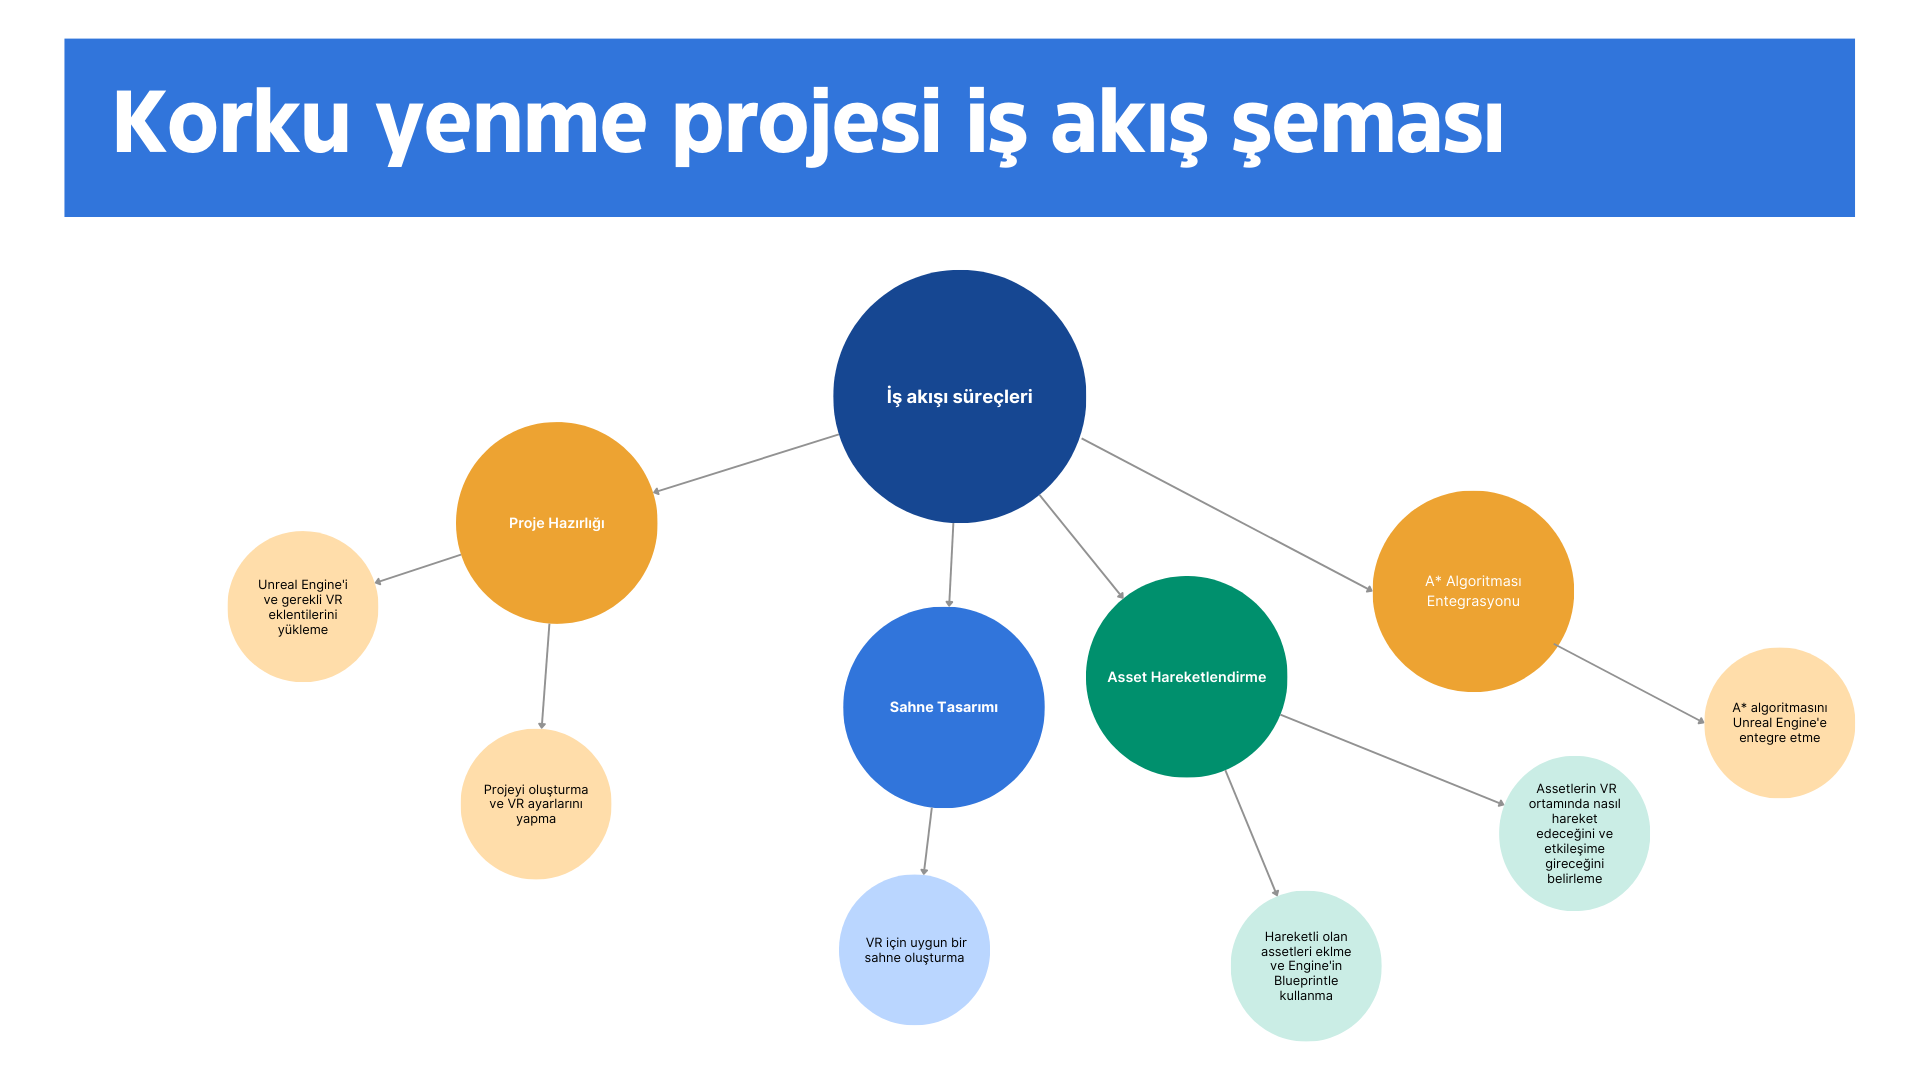 Korku yenme projesi iş akış şeması
İş akışı süreçleri
Proje Hazırlığı
Unreal Engine'i
ve gerekli VR
eklentilerini
yükleme
Projeyi oluşturma
ve VR ayarlarını
yapma
Sahne Tasarımı
VR için uygun bir
sahne oluşturma
Asset Hareketlendirme
Hareketli olan
assetleri eklme
ve Engine'in
Blueprintle
kullanma
Assetlerin VR
ortamında nasıl
hareket
edeceğini ve
etkileşime
gireceğini
belirleme
A* Algoritması
Entegrasyonu
A* algoritmasını
Unreal Engine'e
entegre etme